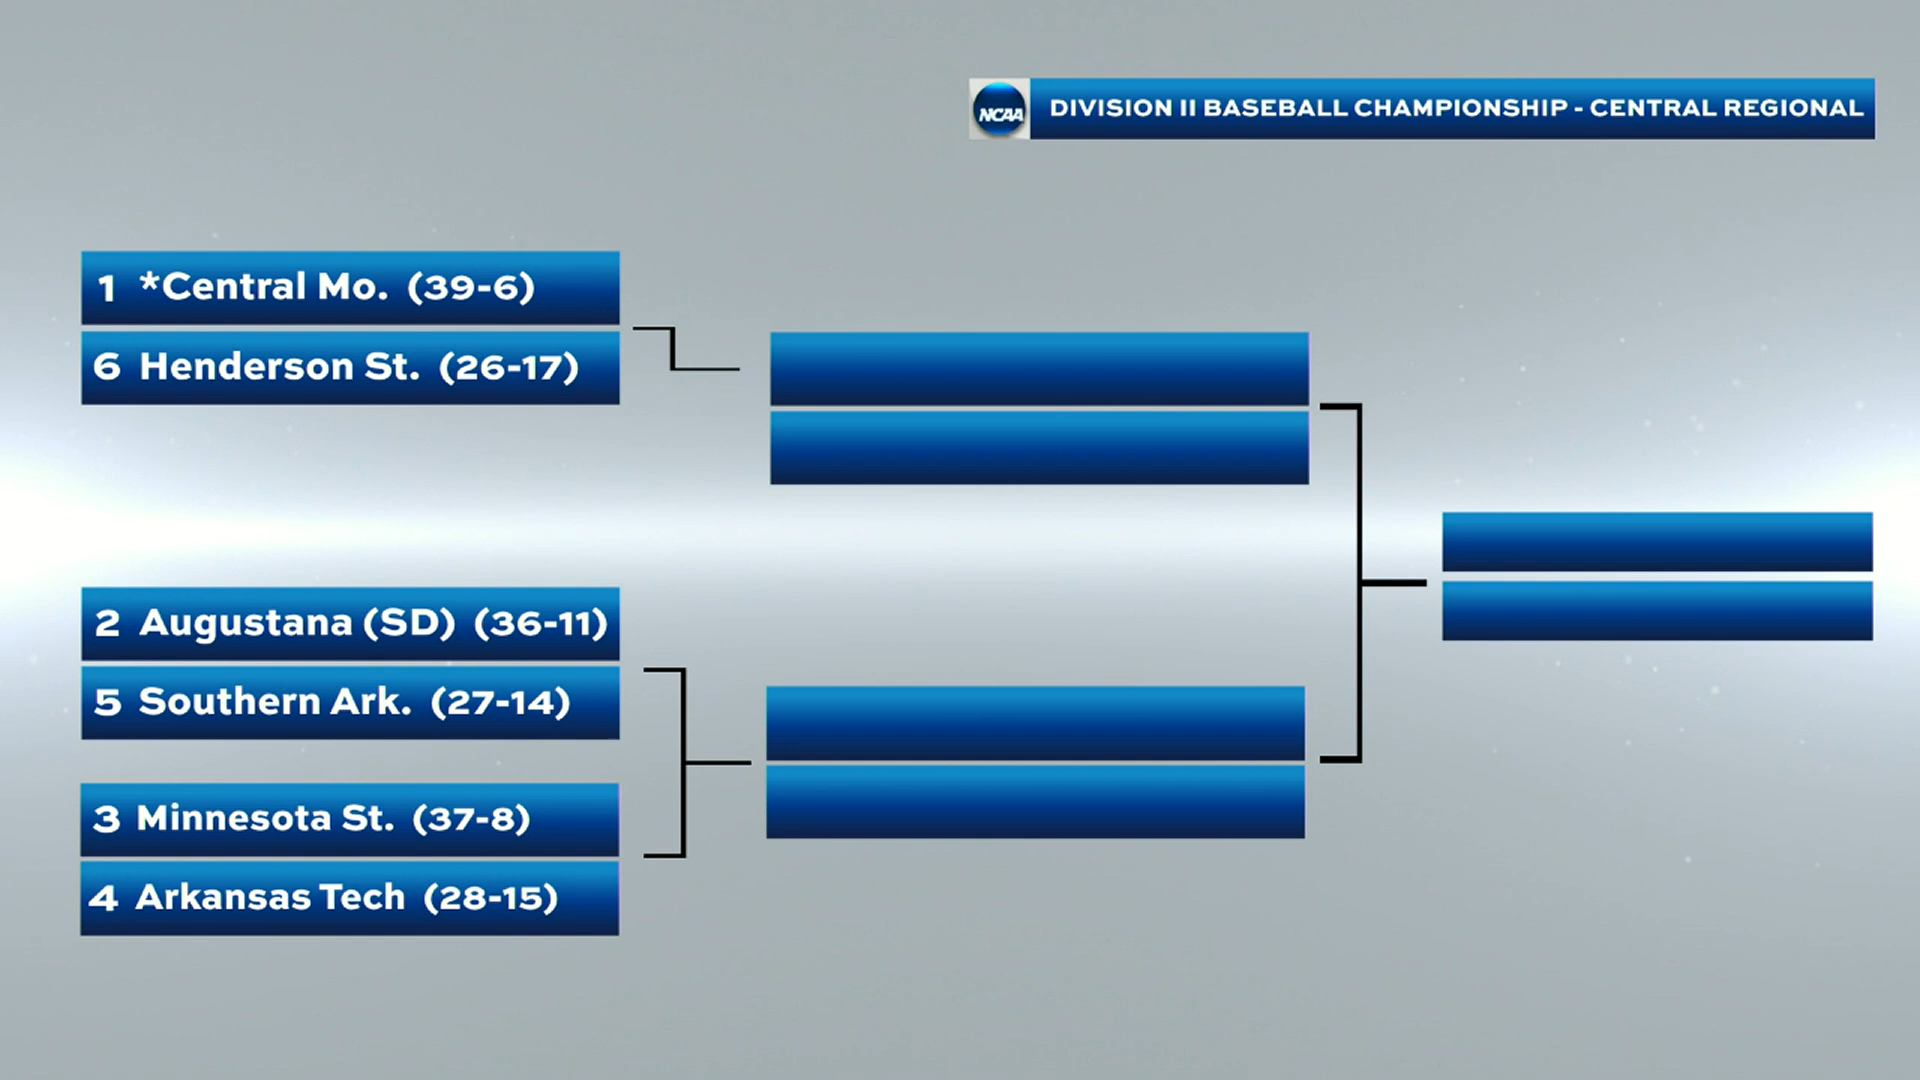 NCAA DIVISION II BASEBALL CHAMPIONSHIP - CENTRAL REGIONAL
1 *Central Mo. (39-6)
6 Henderson St. (26-17)
2 Augustana (SD) (36-11)
5 Southern Ark. (27-14)
3 Minnesota St. (37-8)
4 Arkansas Tech (28-15)